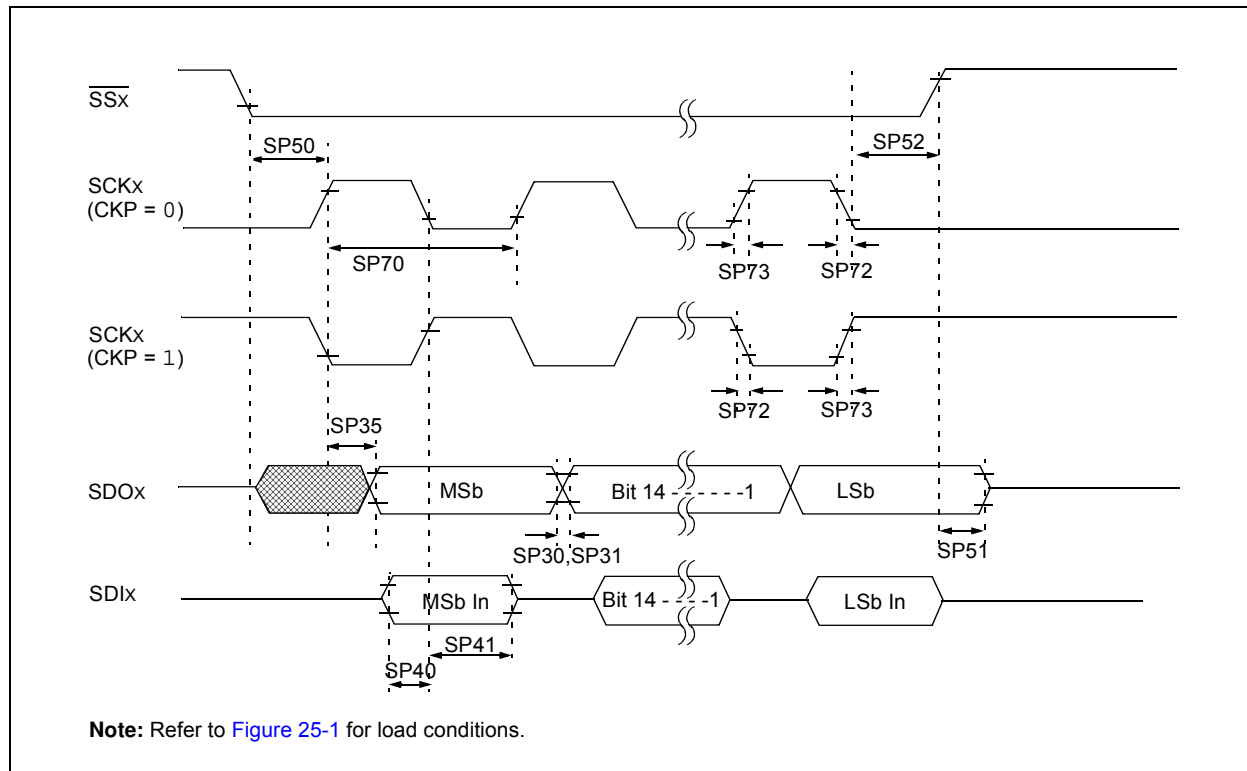 SSx
SP50
SP52
SCKx
(CKP = 0)
SP70
SP73
SP72
SCKx
(CKP = 1)
SP72
SP73
SP35
SDOx
MSb
Bit 14 - - - - - -1
LSb
SP30,SP31
SP51
SDIx
MSb In
Bit 14 - - - - -1
LSb In
SP41
SP40
Note: Refer to Figure 25-1 for load conditions.